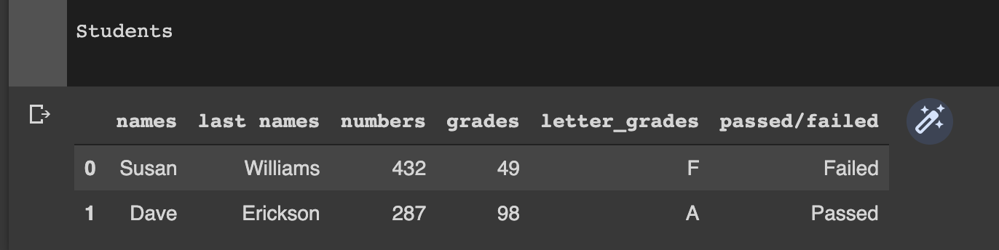 Students
names last names numbers grades letter_grades passed/failed
0 Susan Williams 432 49 F Failed
1 Dave Erickson 287 98 A Passed